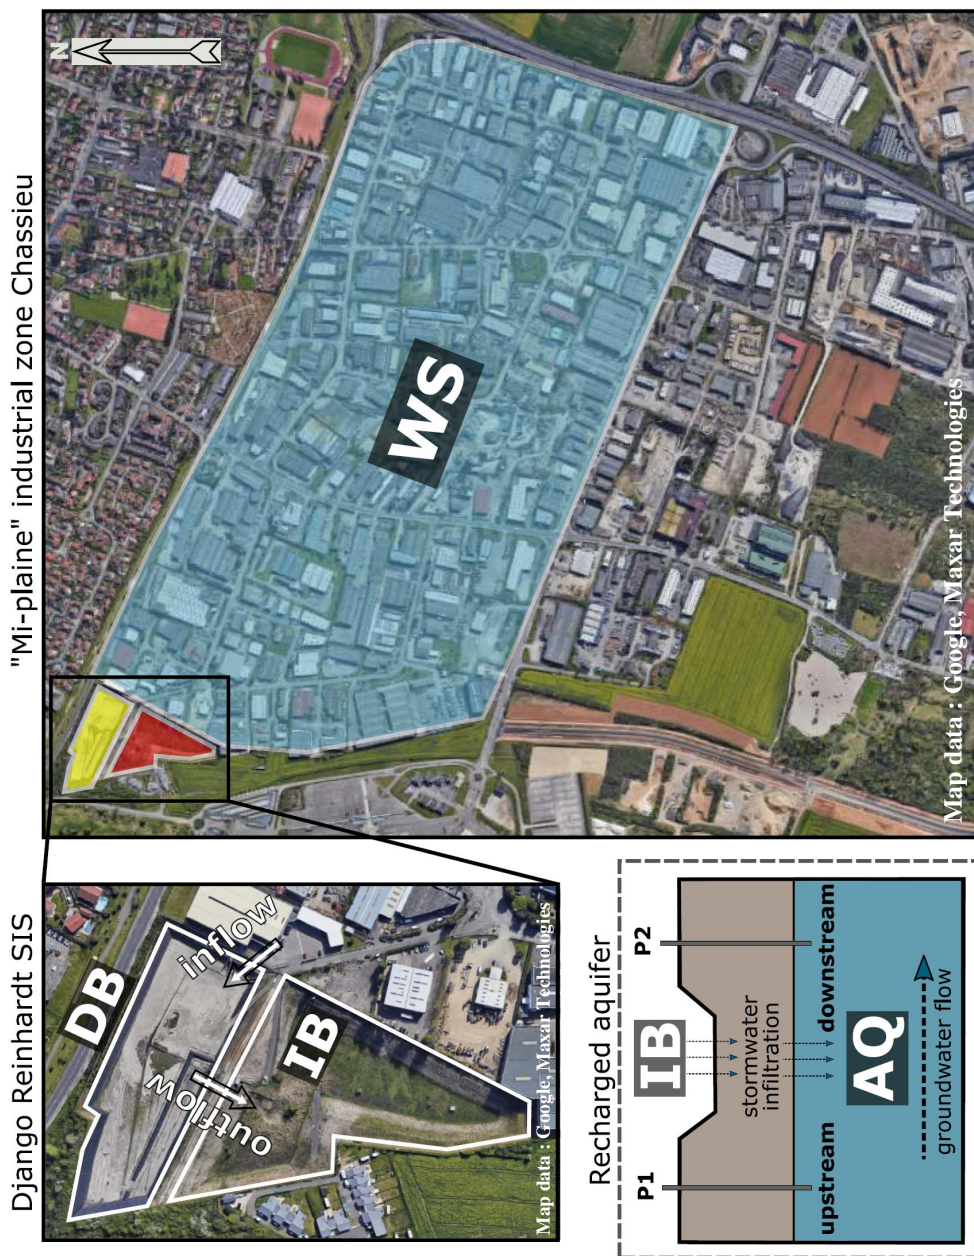 "Mi-plaine" industrial zone Chassieu
N
WS
Map data : Google, Maxar Technologies
Django Reinhardt SIS
DB
inflow
outflow
IB
Map data : Google, Maxar Technologies
Recharged aquifer
P1
IB
P2
stormwater
infiltration
upstream
downstream
AQ
groundwater flow